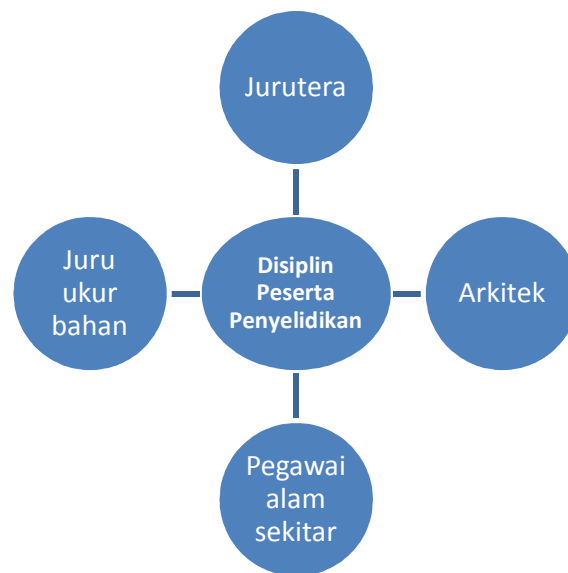 Jurutera
Juru
ukur
bahan
Disiplin
Peserta
Penyelidikan
Arkitek
Pegawai
alam
sekitar